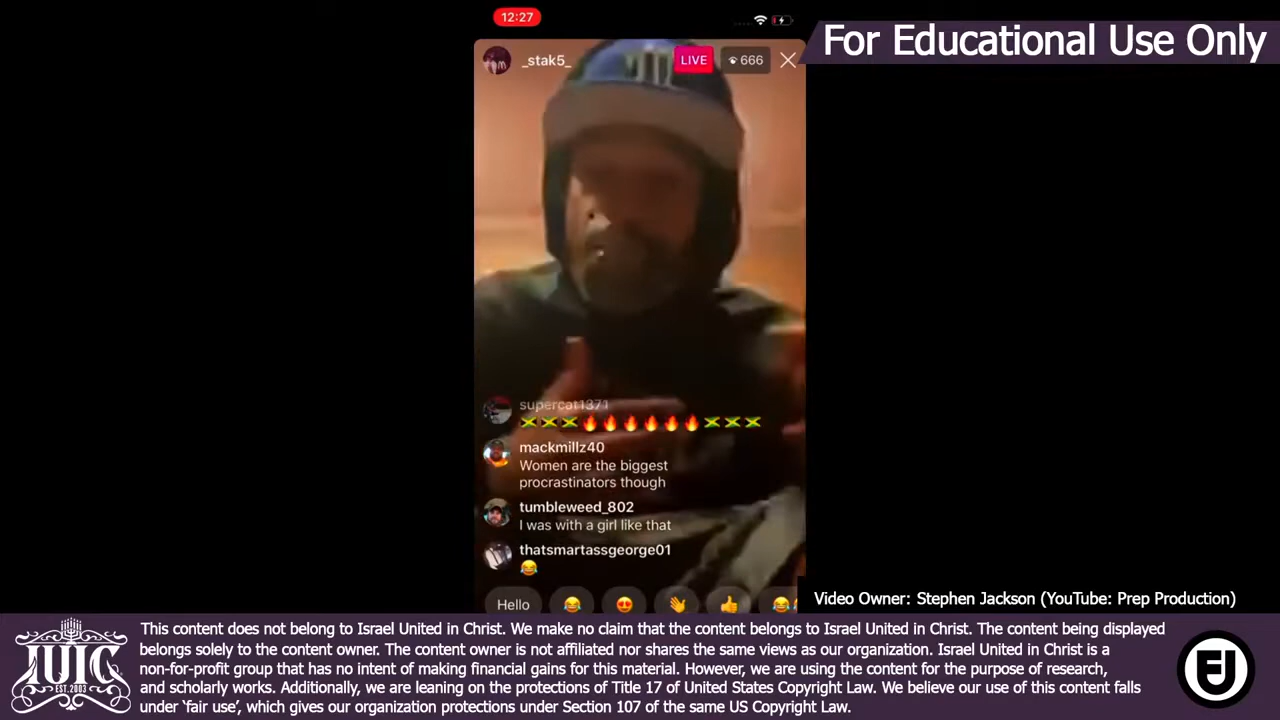 12:27
For Educational Use Only
_stak5_
LIVE
666
supercat1371
mackmillz40
Women are the biggest
procrastinators though
tumbleweed_802
I was with a girl like that
thatsmartassgeorge01
Hello
Video Owner: Stephen Jackson (YouTube: Prep Production)
IUIC
EST.2003
This content does not belong to Israel United in Christ. We make no claim that the content belongs to Israel United in Christ. The content being displayed
belongs solely to the content owner. The content owner is not affiliated nor shares the same views as our organization. Israel United in Christ is a
non-for-profit group that has no intent of making financial gains for this material. However, we are using the content for the purpose of research,
and scholarly works. Additionally, we are leaning on the protections of Title 17 of United States Copyright Law. We believe our use of this content falls
under ‘fair use’, which gives our organization protections under Section 107 of the same US Copyright Law.